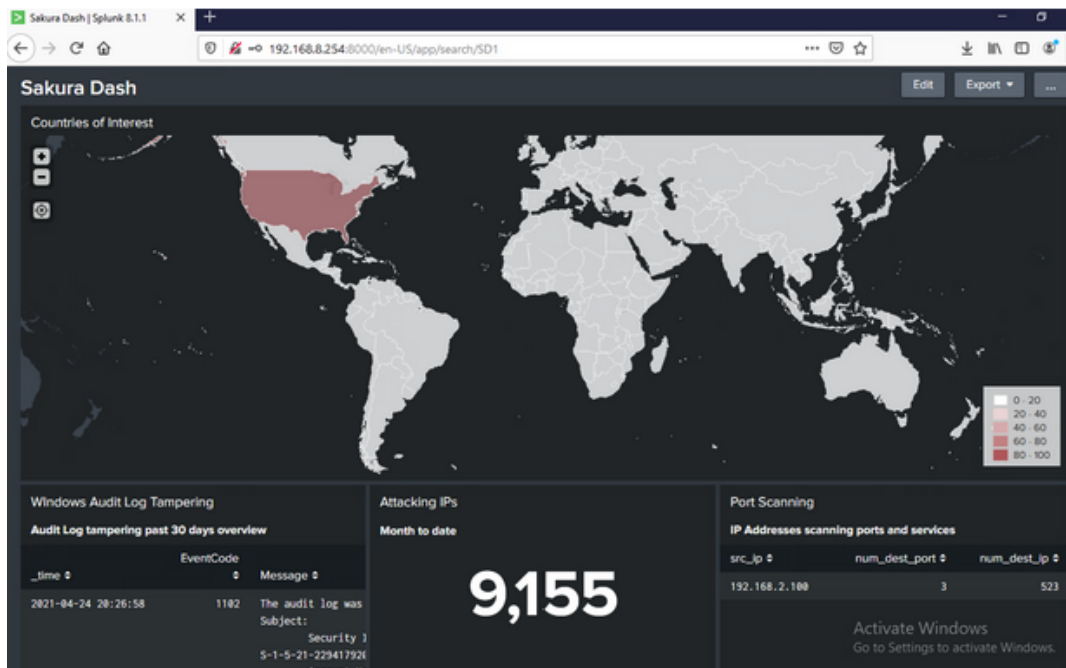 Sakura Dash | Splunk 8.1.1
192.168.8.254:8000/en-US/app/search/SD1
Sakura Dash
Edit
Export
...
Countries of Interest
0 - 20
20 - 40
40 - 60
60 - 80
80 - 100
WIndows Audit Log Tampering
Audit Log tampering past 30 days overview
_time
EventCode
Message
2021-04-24 20:26:58
1102
The audit log was
Subject:
Security
S-1-5-21-22941792
Attacking IPs
Month to date
9,155
Port Scanning
IP Addresses scanning ports and services
src_ip
num_dest_port
num_dest_ip
192.168.2.100
3
523
Activate Windows
Go to Settings to activate Windows.